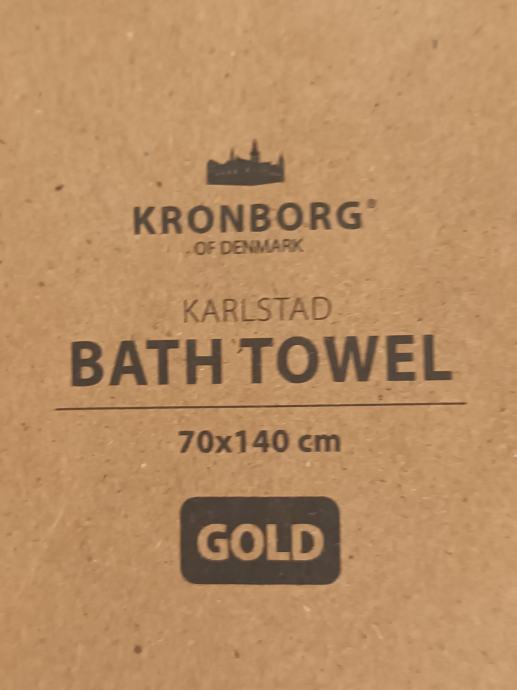 KRONBORG®
OF DENMARK
KARLSTAD
BATH TOWEL
70x140 cm
GOLD